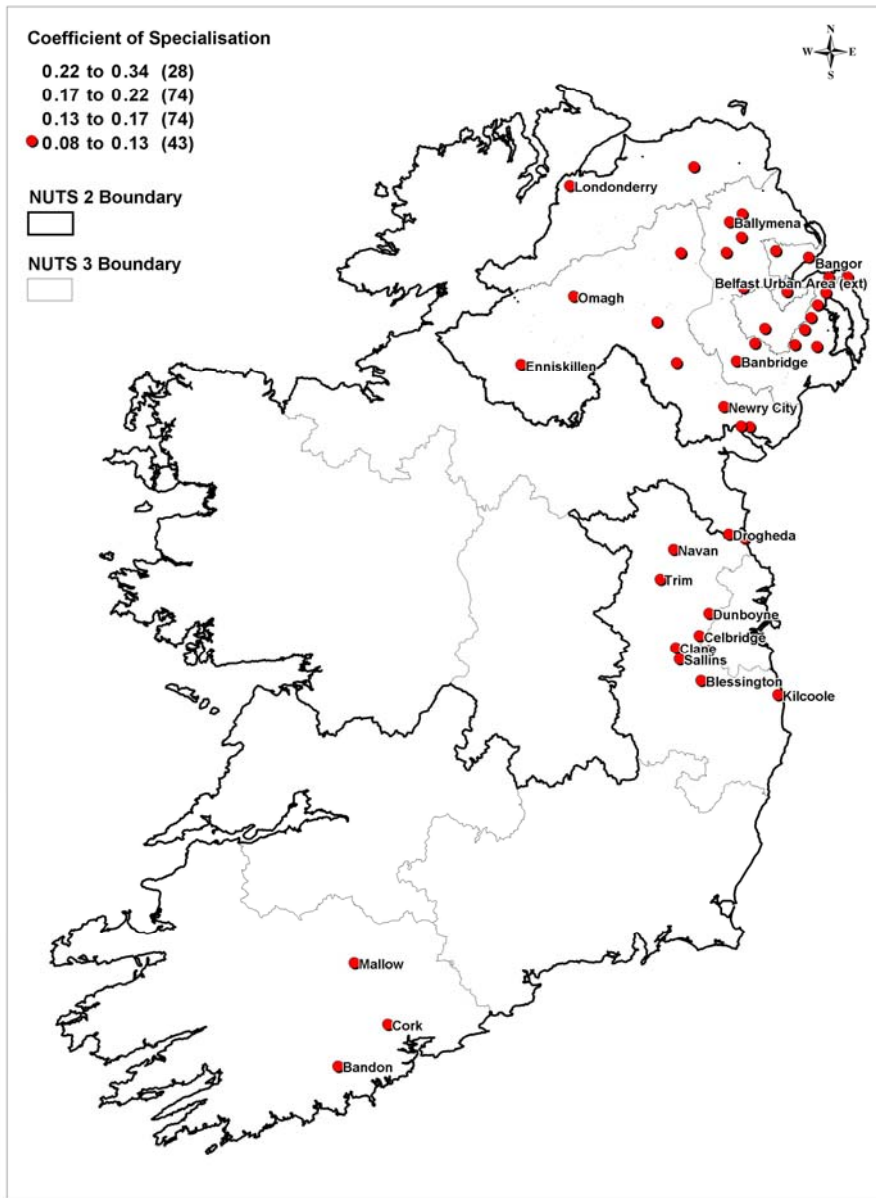 Coefficient of Specialisation
0.22 to 0.34 (28)
0.17 to 0.22 (74)
0.13 to 0.17 (74)
0.08 to 0.13 (43)
NUTS 2 Boundary
NUTS 3 Boundary
N
W E
S
Londonderry
Ballymena
Bangor
Belfast Urban Area (ext)
Omagh
Enniskillen
Banbridge
Newry City
Drogheda
Navan
Trim
Dunboyne
Celbridge
Clane
Sallins
Blessington
Kilcoole
Mallow
Cork
Bandon